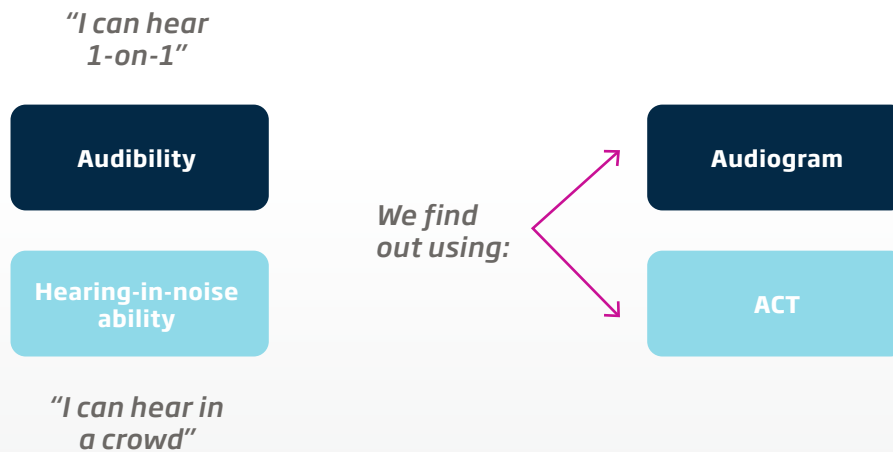 “I can hear
1-on-1”
Audibility
Hearing-in-noise
ability
“I can hear in
a crowd”
We find
out using:
Audiogram
ACT